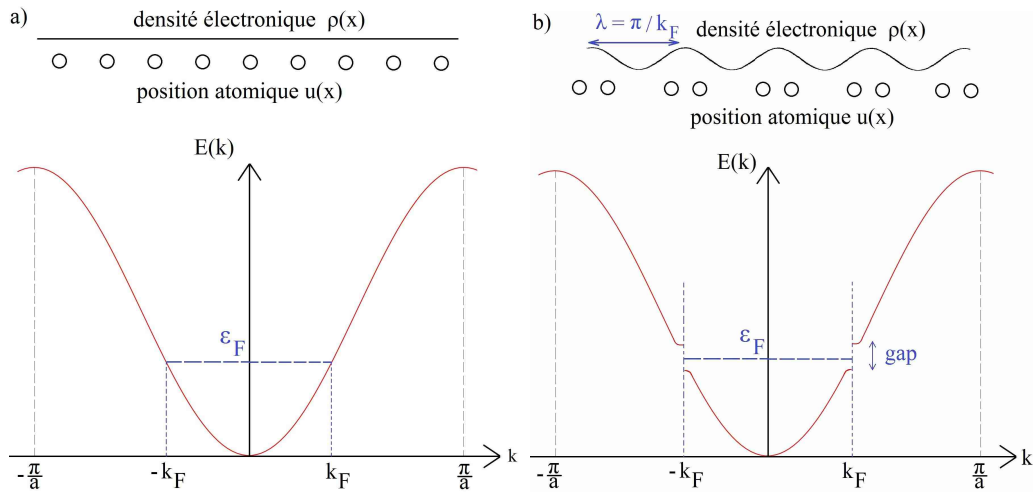 a)
densité électronique ρ(x)
position atomique u(x)
E(k)
ε_F
-π/a
-k_F
k_F
π/a
k
b)
λ = π / k_F
densité électronique ρ(x)
position atomique u(x)
E(k)
ε_F
gap
-π/a
-k_F
k_F
π/a
k